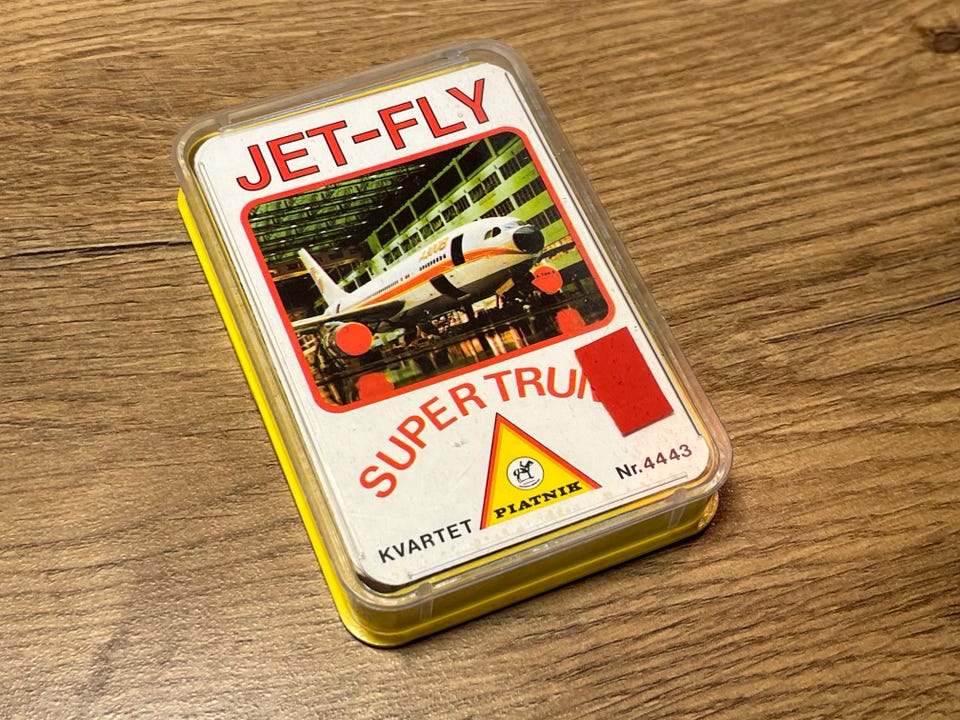 JET-FLY
SUPER TRU
PIATNIK
KVARTET
Nr.4443